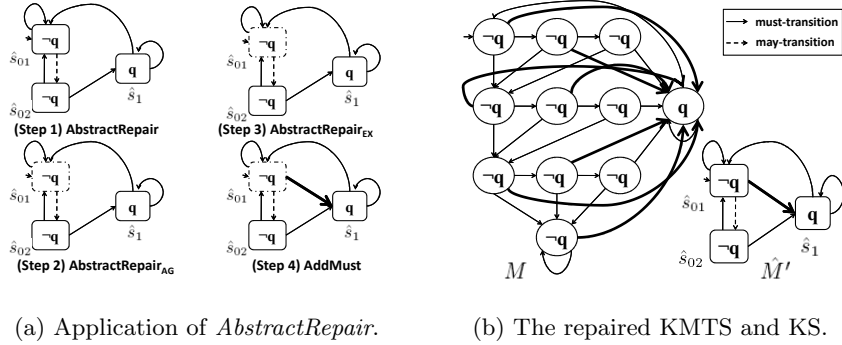 ¬q
ŝ01
q
ŝ02
¬q
ŝ1
(Step 1) AbstractRepair
¬q
ŝ01
q
ŝ02
¬q
ŝ1
(Step 3) AbstractRepairEX
¬q
ŝ01
q
ŝ02
¬q
ŝ1
(Step 2) AbstractRepairAG
¬q
ŝ01
q
ŝ02
¬q
ŝ1
(Step 4) AddMust
must-transition
may-transition
¬q ¬q ¬q
¬q ¬q ¬q q
¬q ¬q ¬q
¬q
M
¬q
ŝ01
q
ŝ02
¬q
ŝ1
M̂′
(a) Application of AbstractRepair.
(b) The repaired KMTS and KS.